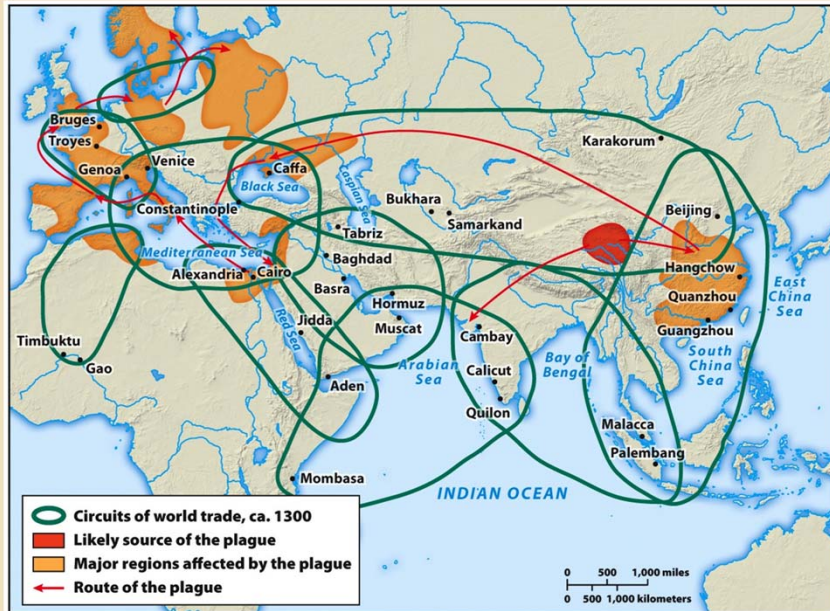 Bruges
Troyes
Genoa
Venice
Caffa
Black Sea
Constantinople
Caspian Sea
Karakorum
Bukhara
Samarkand
Beijing
Tabriz
Mediterranean Sea
Baghdad
Alexandria
Cairo
Basra
Hangchow
East
China
Sea
Quanzhou
Hormuz
Muscat
Guangzhou
Jidda
Red Sea
Cambay
South
China
Sea
Timbuktu
Gao
Arabian
Sea
Bay of
Bengal
Calicut
Aden
Quilon
Malacca
Palembang
Mombasa
INDIAN OCEAN
Circuits of world trade, ca. 1300
Likely source of the plague
Major regions affected by the plague
Route of the plague
0 500 1,000 miles
0 500 1,000 kilometers